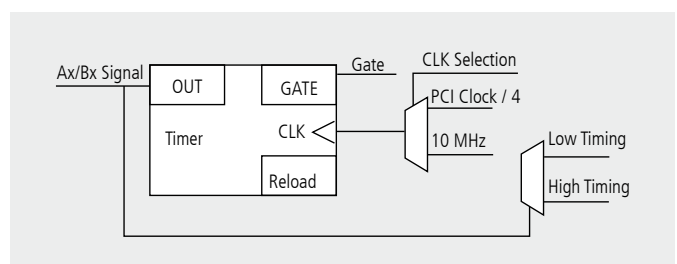 Ax/Bx Signal
OUT
GATE
Gate
CLK Selection
PCI Clock / 4
Timer
CLK
10 MHz
Low Timing
Reload
High Timing